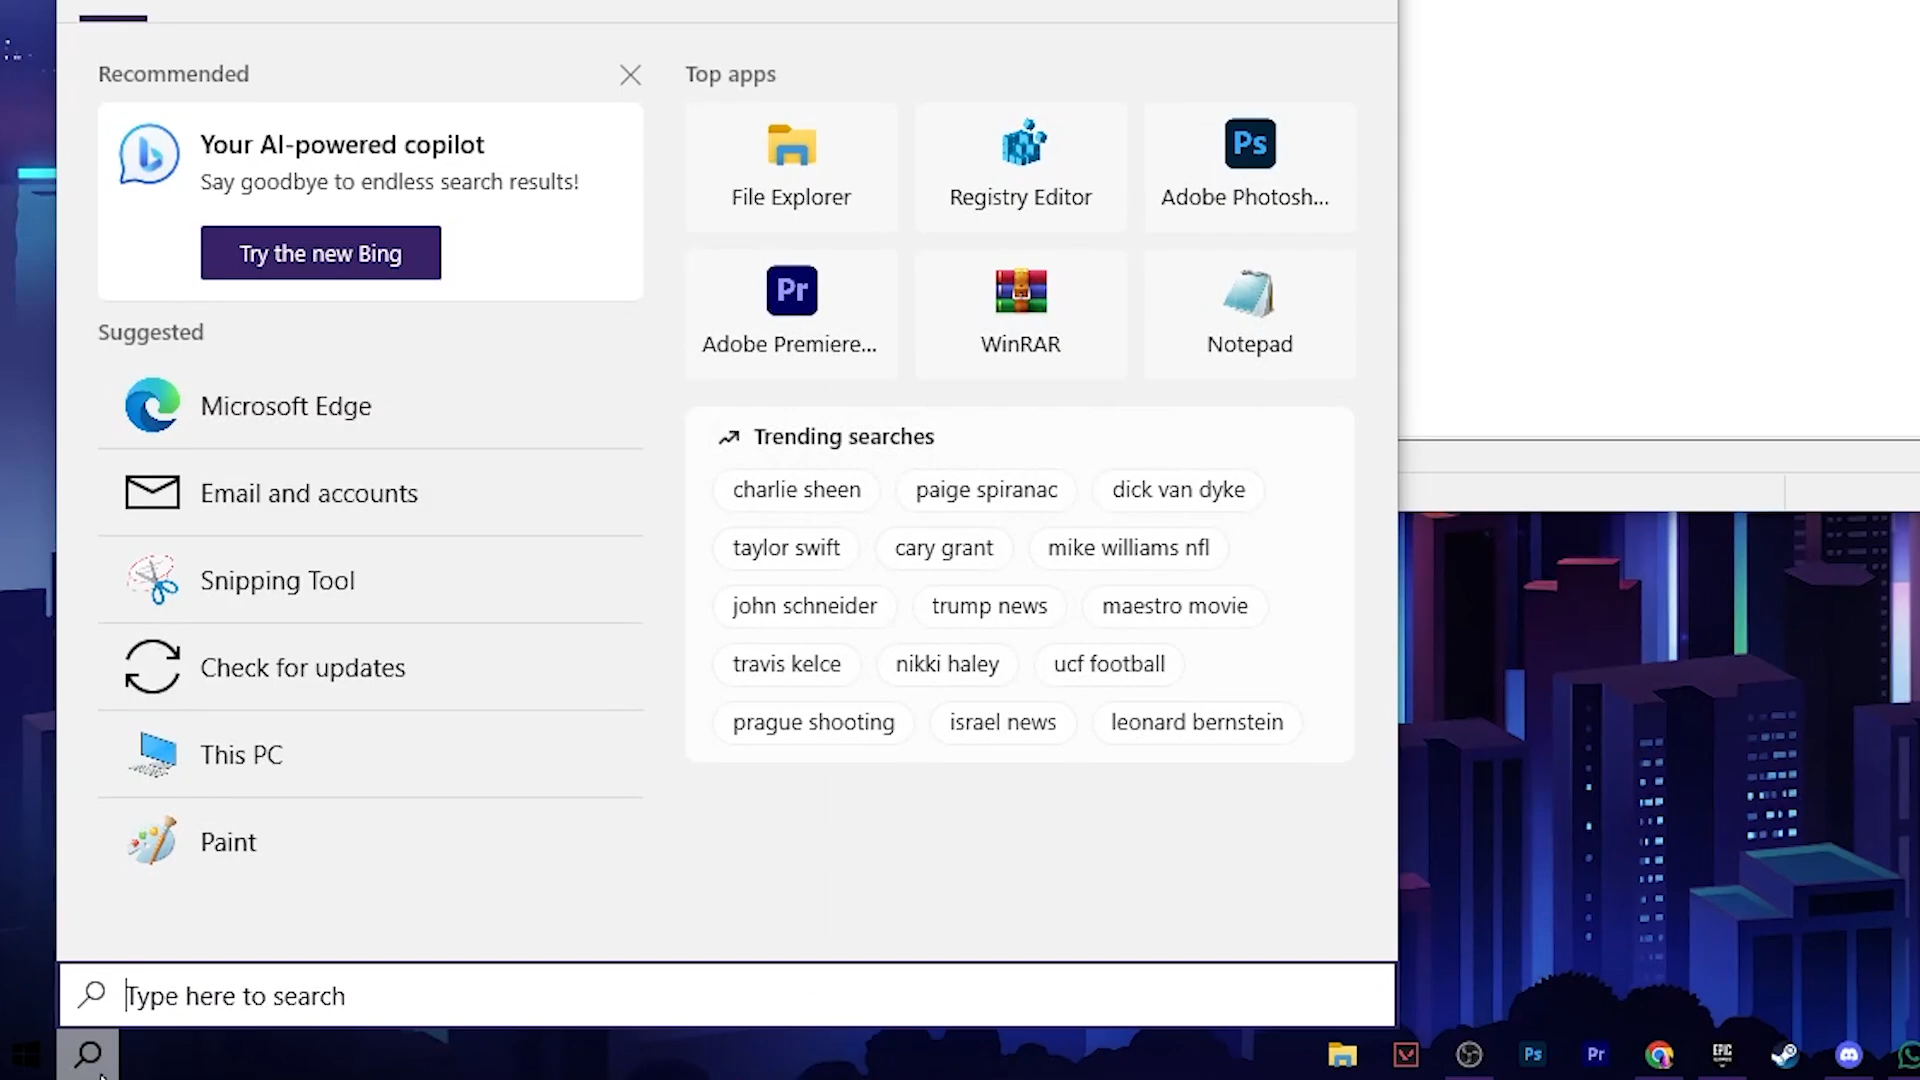 Recommended
Your AI-powered copilot
Say goodbye to endless search results!
Try the new Bing
Suggested
Microsoft Edge
Email and accounts
Snipping Tool
Check for updates
This PC
Paint
Top apps
File Explorer
Registry Editor
Ps
Adobe Photosh...
Pr
Adobe Premiere...
WinRAR
Notepad
Trending searches
charlie sheen
paige spiranac
dick van dyke
taylor swift
cary grant
mike williams nfl
john schneider
trump news
maestro movie
travis kelce
nikki haley
ucf football
prague shooting
israel news
leonard bernstein
Type here to search
Ps
Pr
EPIC